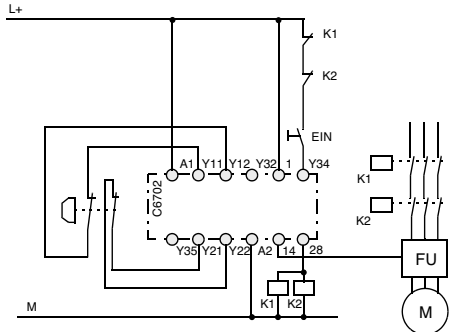 L+
K1
K2
EIN
A1 Y11 Y12 Y32 1 Y34
C6702
K1
K2
Y35 Y21 Y22 A2 14 28
FU
K1 K2
M
M